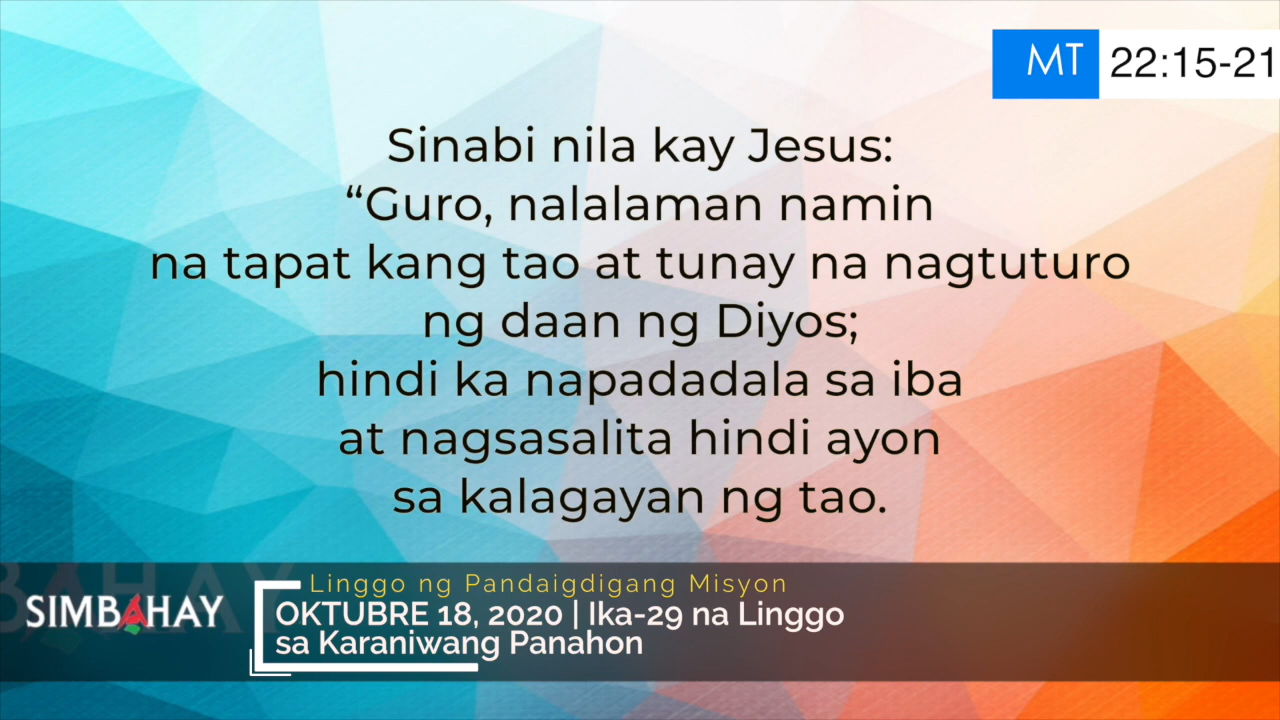 MT 22:15-21
Sinabi nila kay Jesus:
“Guro, nalalaman namin
na tapat kang tao at tunay na nagtuturo
ng daan ng Diyos;
hindi ka napadadala sa iba
at nagsasalita hindi ayon
sa kalagayan ng tao.
Linggo ng Pandaigdigang Misyon
SIMBAHAY
OKTUBRE 18, 2020 | Ika-29 na Linggo
sa Karaniwang Panahon